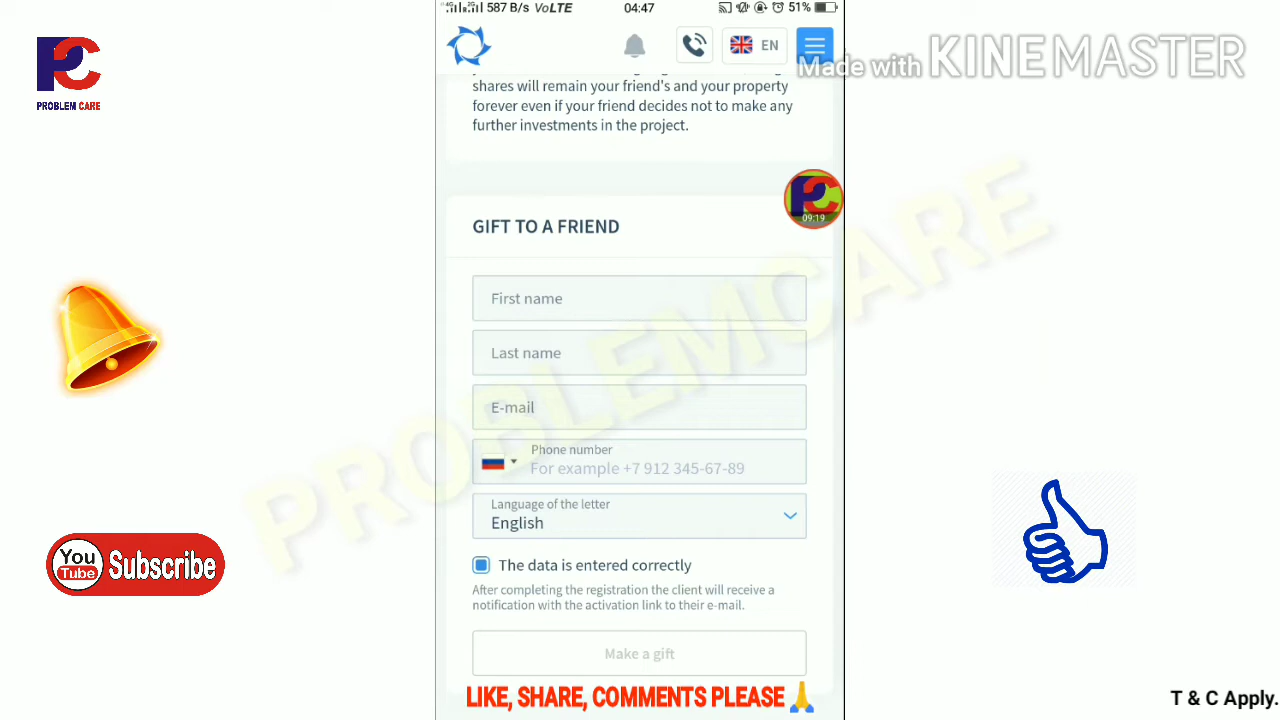 587 B/s VoLTE 04:47 51%
EN
Made with KINEMASTER
PC
PROBLEM CARE
shares will remain your friend's and your property
forever even if your friend decides not to make any
further investments in the project.
PC
09:19
GIFT TO A FRIEND
First name
Last name
E-mail
Phone number
For example +7 912 345-67-89
Language of the letter
English
The data is entered correctly
After completing the registration the client will receive a
notification with the activation link to their e-mail.
Make a gift
PROBLEMCARE
You
Tube
Subscribe
LIKE, SHARE, COMMENTS PLEASE 🙏
T & C Apply.